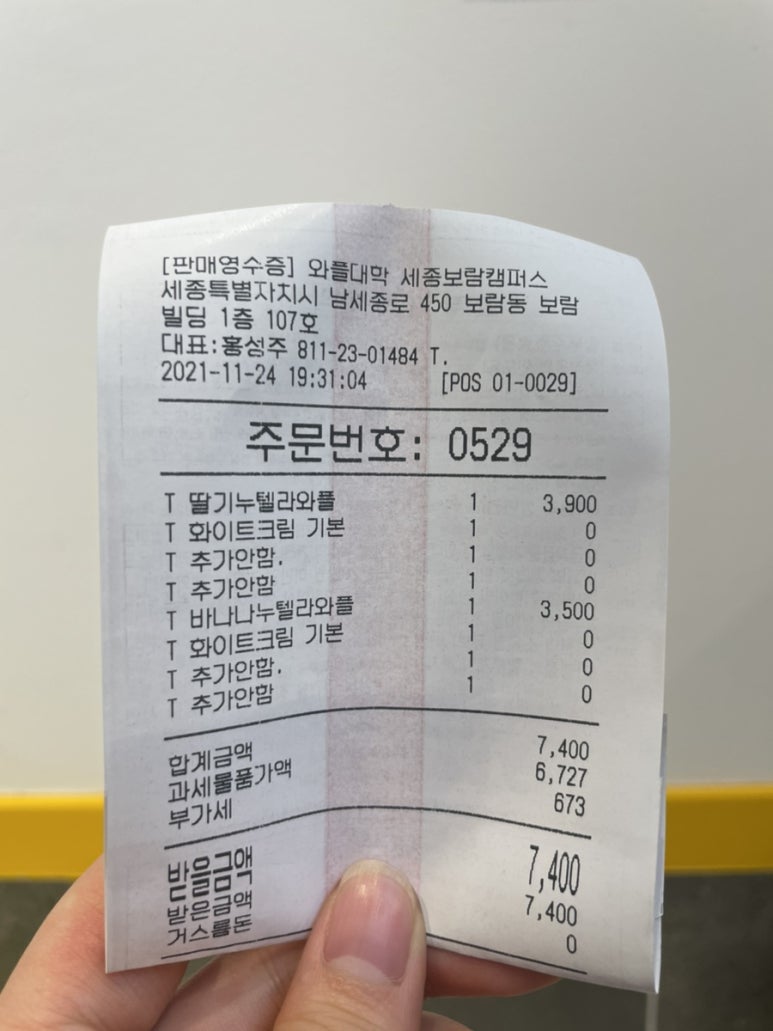 [판매영수증] 와플대학 세종보람캠퍼스
세종특별자치시 남세종로 450 보람동 보람
빌딩 1층 107호
대표:홍성주 811-23-01484 T.
2021-11-24 19:31:04 [POS 01-0029]
주문번호: 0529
T 딸기누텔라와플 1 3,900
T 화이트크림 기본 1 0
T 추가안함. 1 0
T 추가안함 1 0
T 바나나누텔라와플 1 3,500
T 화이트크림 기본 1 0
T 추가안함. 1 0
T 추가안함 1 0
합계금액 7,400
과세물품가액 6,727
부가세 673
받을금액 7,400
받은금액 7,400
거스름돈 0